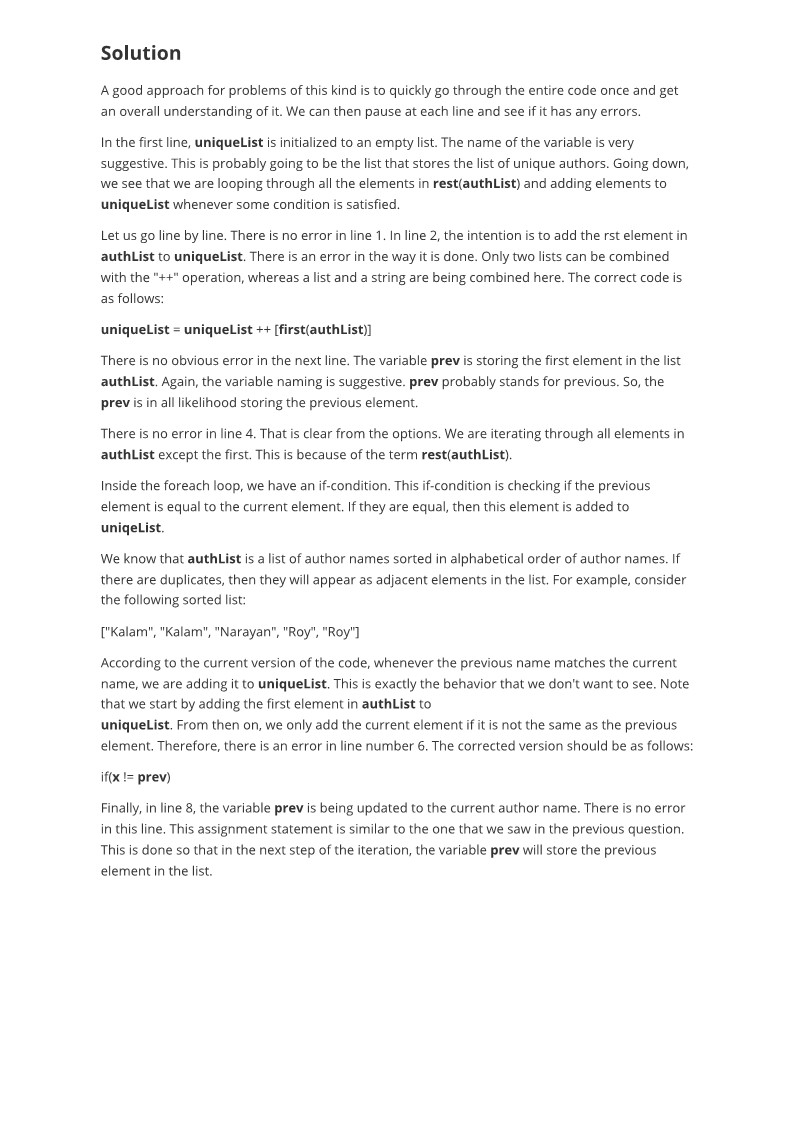 Solution
A good approach for problems of this kind is to quickly go through the entire code once and get
an overall understanding of it. We can then pause at each line and see if it has any errors.
In the first line, uniqueList is initialized to an empty list. The name of the variable is very
suggestive. This is probably going to be the list that stores the list of unique authors. Going down,
we see that we are looping through all the elements in rest(authList) and adding elements to
uniqueList whenever some condition is satisfied.
Let us go line by line. There is no error in line 1. In line 2, the intention is to add the rst element in
authList to uniqueList. There is an error in the way it is done. Only two lists can be combined
with the "++" operation, whereas a list and a string are being combined here. The correct code is
as follows:
uniqueList = uniqueList ++ [first(authList)]
There is no obvious error in the next line. The variable prev is storing the first element in the list
authList. Again, the variable naming is suggestive. prev probably stands for previous. So, the
prev is in all likelihood storing the previous element.
There is no error in line 4. That is clear from the options. We are iterating through all elements in
authList except the first. This is because of the term rest(authList).
Inside the foreach loop, we have an if-condition. This if-condition is checking if the previous
element is equal to the current element. If they are equal, then this element is added to
uniqeList.
We know that authList is a list of author names sorted in alphabetical order of author names. If
there are duplicates, then they will appear as adjacent elements in the list. For example, consider
the following sorted list:
["Kalam", "Kalam", "Narayan", "Roy", "Roy"]
According to the current version of the code, whenever the previous name matches the current
name, we are adding it to uniqueList. This is exactly the behavior that we don't want to see. Note
that we start by adding the first element in authList to
uniqueList. From then on, we only add the current element if it is not the same as the previous
element. Therefore, there is an error in line number 6. The corrected version should be as follows:
if(x != prev)
Finally, in line 8, the variable prev is being updated to the current author name. There is no error
in this line. This assignment statement is similar to the one that we saw in the previous question.
This is done so that in the next step of the iteration, the variable prev will store the previous
element in the list.